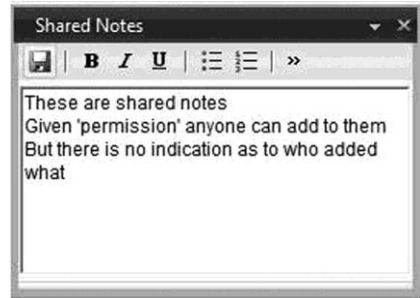 Shared Notes
B I U
These are shared notes
Given 'permission' anyone can add to them
But there is no indication as to who added
what